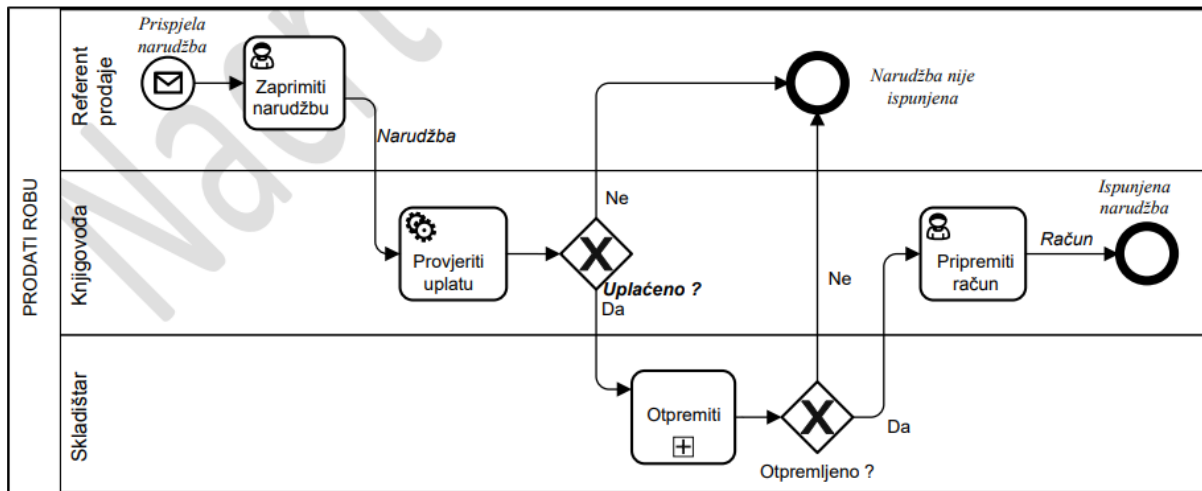 PRODATI ROBU
Referent
prodaje
Prispjela
narudžba
Zaprimiti
narudžbu
Narudžba
Narudžba nije
ispunjena
Knjigovođa
Provjeriti
uplatu
Ne
Uplaćeno ?
Da
Ne
Pripremiti
račun
Račun
Ispunjena
narudžba
Skladištar
Otpremiti
Otpremljeno ?
Da
Nacrt